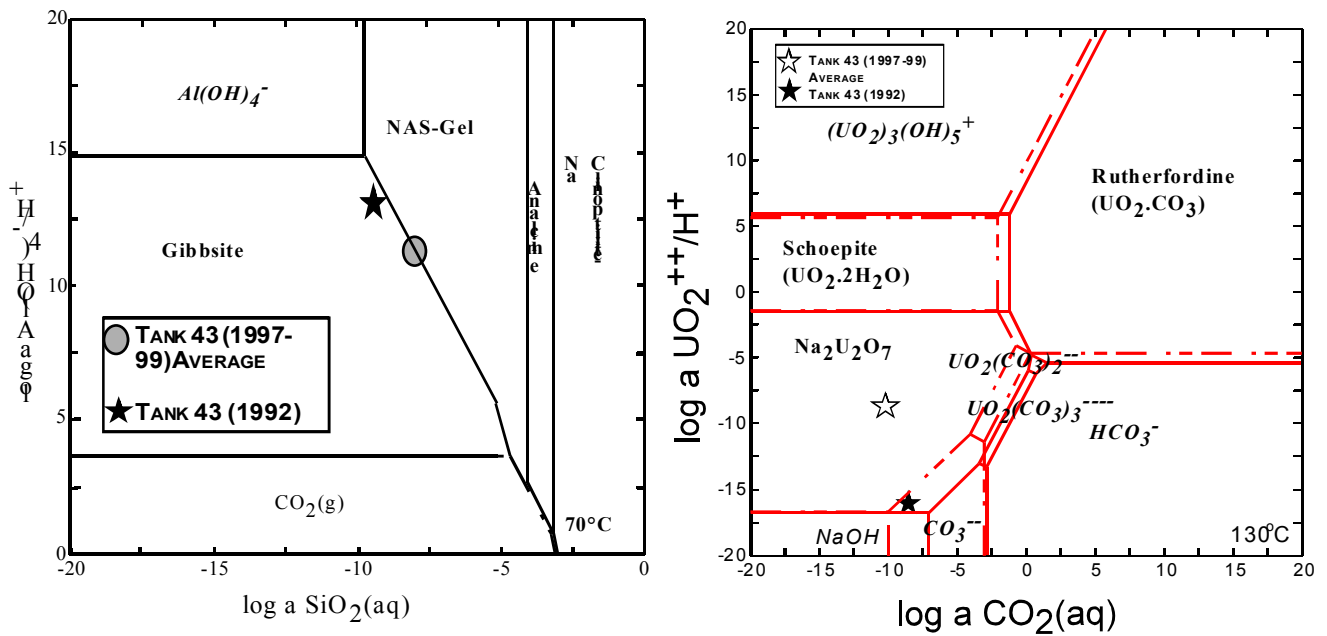 20
15
10
5
0
-20
-15
-10
-5
0
log a SiO2(aq)
Al(OH)4-
NAS-Gel
Gibbsite
Analcime
Na
TANK 43 (1997-
99) AVERAGE
TANK 43 (1992)
CO2(g)
70°C
20
15
10
5
0
-5
-10
-15
-20
-20
-15
-10
-5
0
5
10
15
20
log a UO2++/H+
log a CO2(aq)
TANK 43 (1997-99)
AVERAGE
TANK 43 (1992)
(UO2)3(OH)5+
Rutherfordine
(UO2.CO3)
Schoepite
(UO2.2H2O)
Na2U2O7
UO2(CO3)2--
UO2(CO3)3----
HCO3-
NaOH
CO3--
130°C